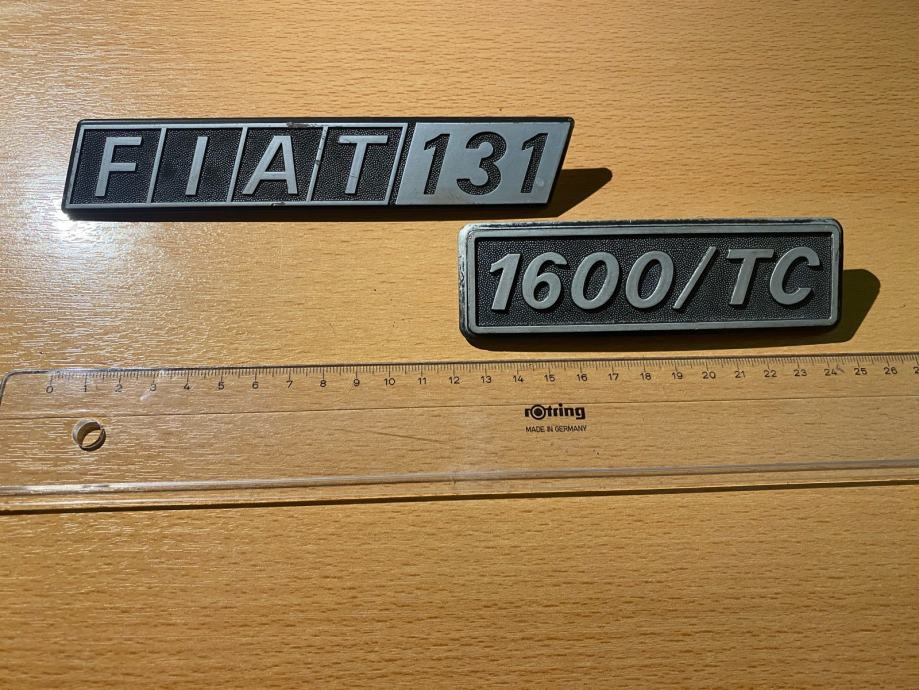 FIAT 131
1600/TC
0 1 2 3 4 5 6 7 8 9 10 11 12 13 14 15 16 17 18 19 20 21 22 23 24 25 26
rotring
MADE IN GERMANY